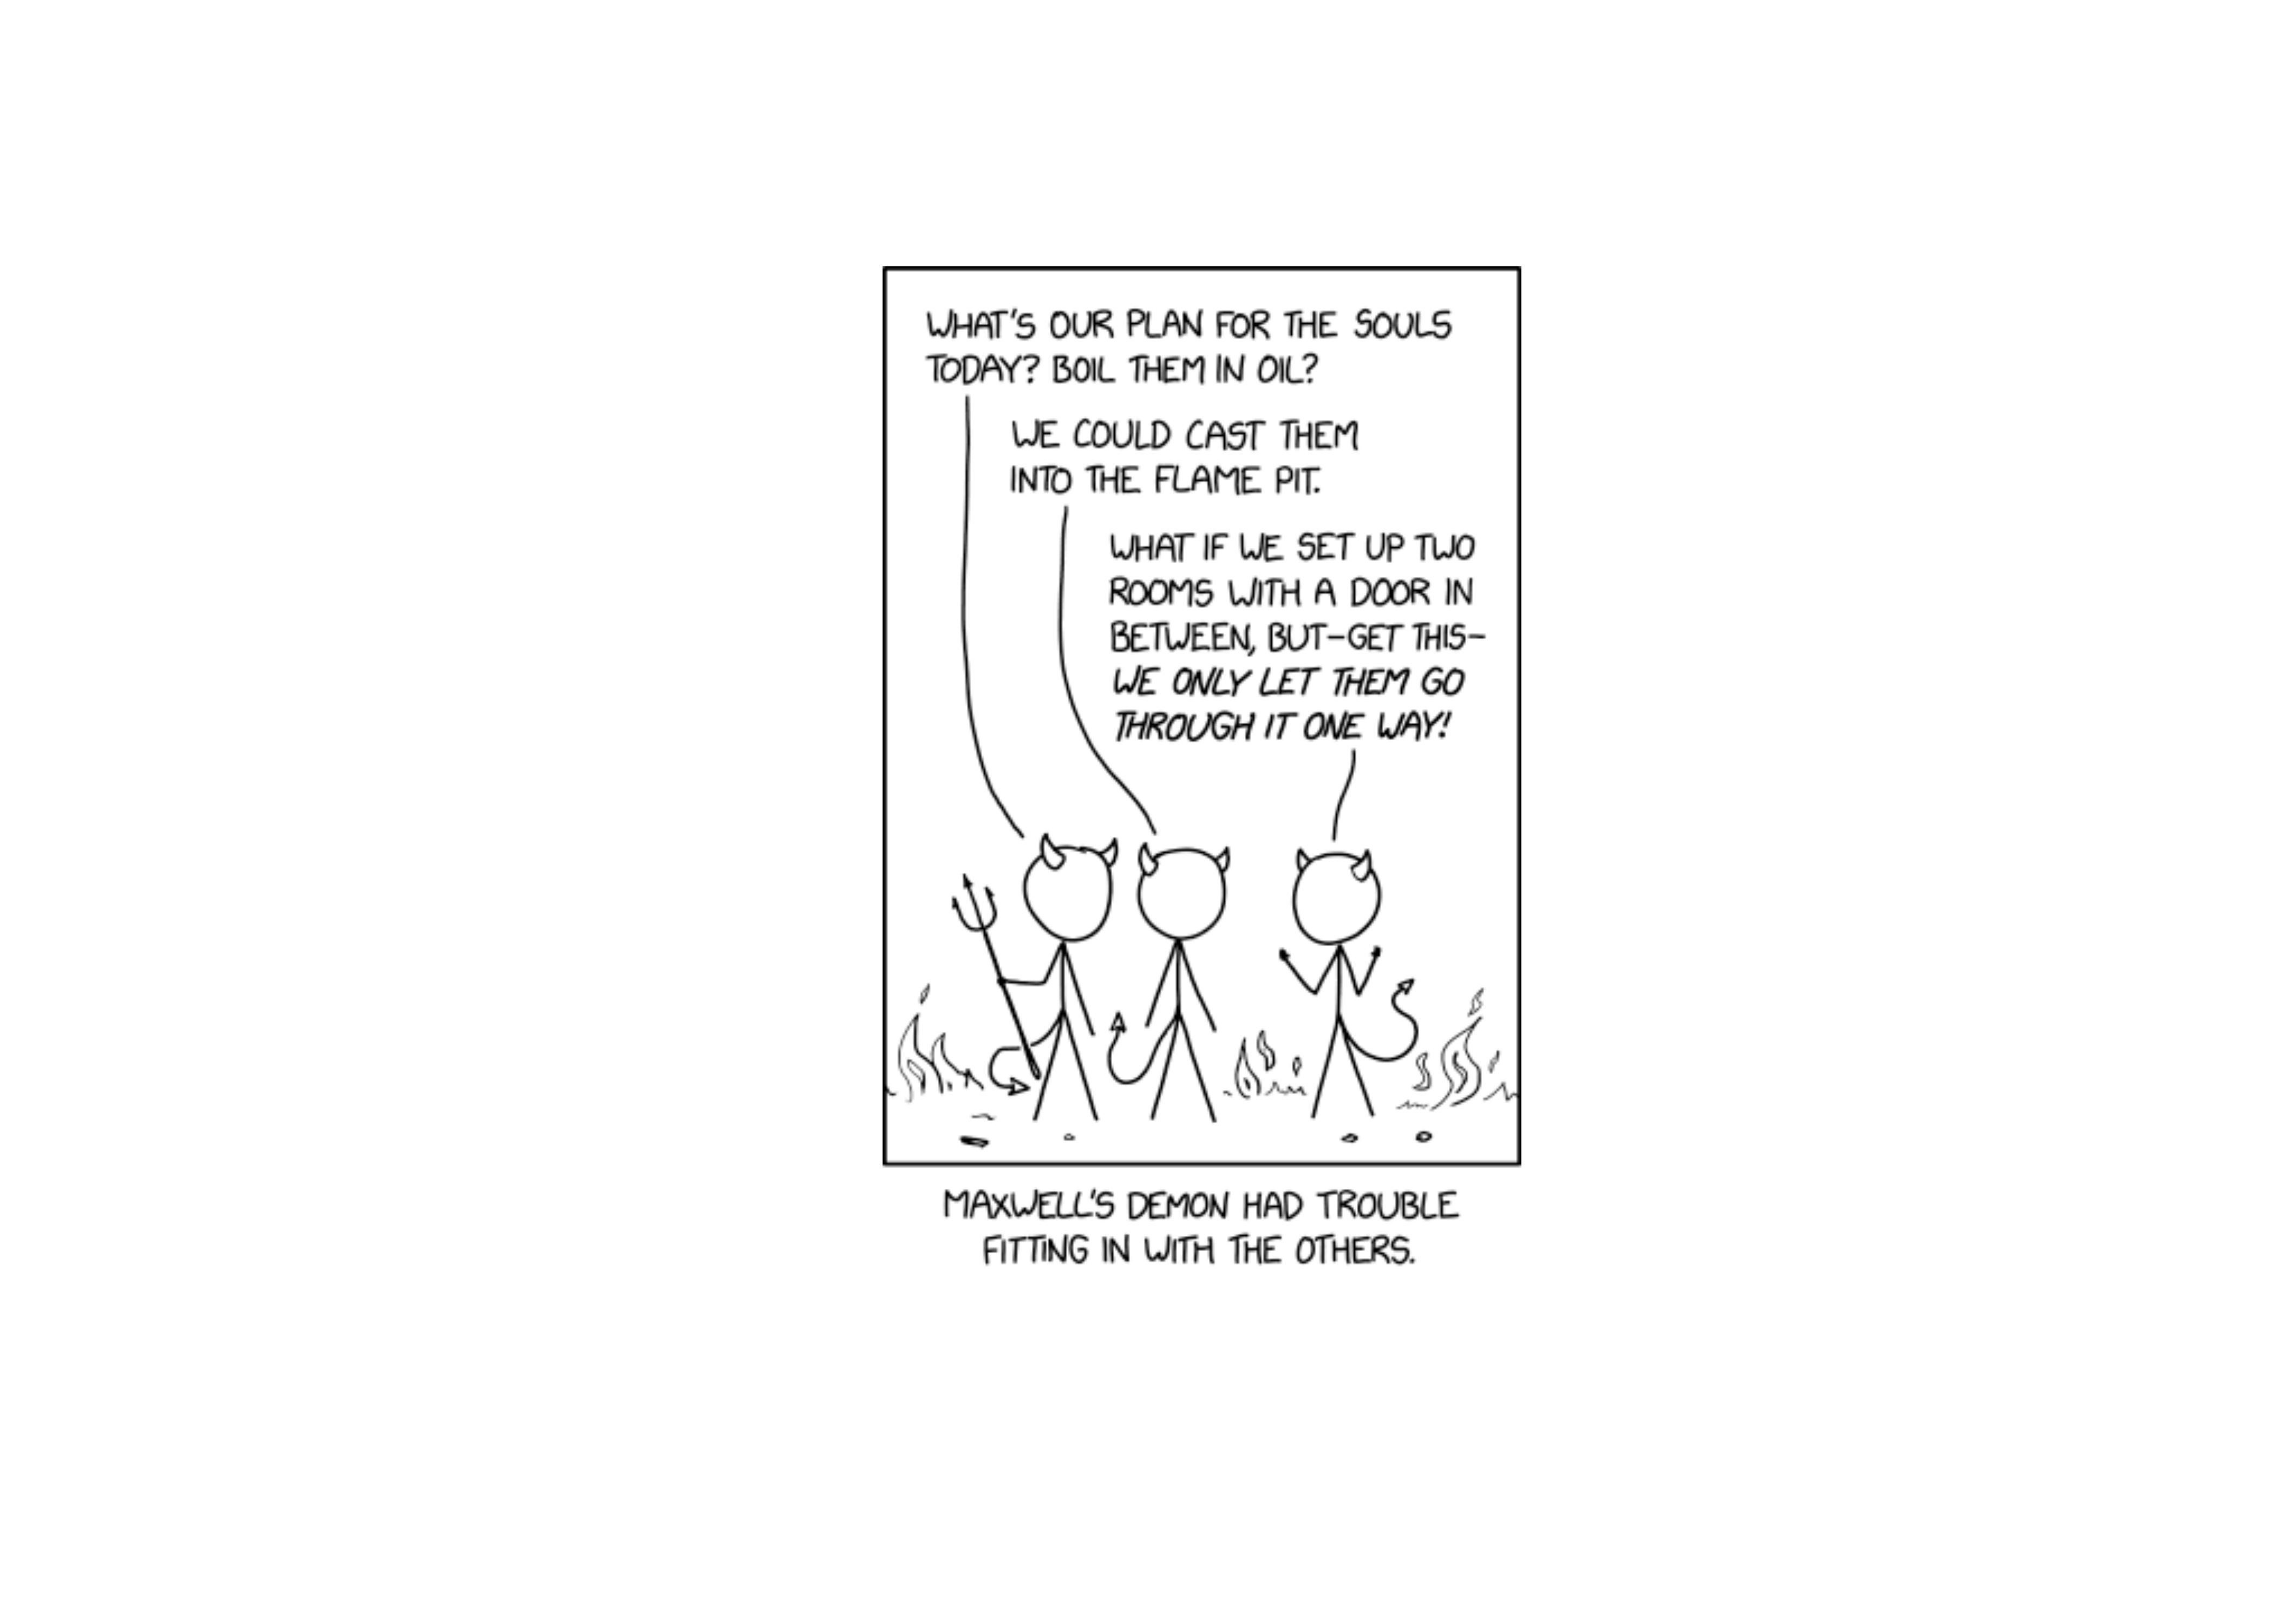 WHAT'S OUR PLAN FOR THE SOULS
TODAY? BOIL THEM IN OIL?
WE COULD CAST THEM
INTO THE FLAME PIT.
WHAT IF WE SET UP TWO
ROOMS WITH A DOOR IN
BETWEEN, BUT—GET THIS—
WE ONLY LET THEM GO
THROUGH IT ONE WAY!
MAXWELL'S DEMON HAD TROUBLE
FITTING IN WITH THE OTHERS.